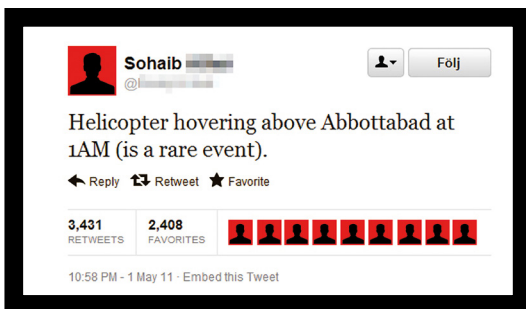 Sohaib
@
Följ
Helicopter hovering above Abbottabad at
1AM (is a rare event).
Reply Retweet Favorite
3,431 2,408
RETWEETS FAVORITES
10:58 PM - 1 May 11 · Embed this Tweet